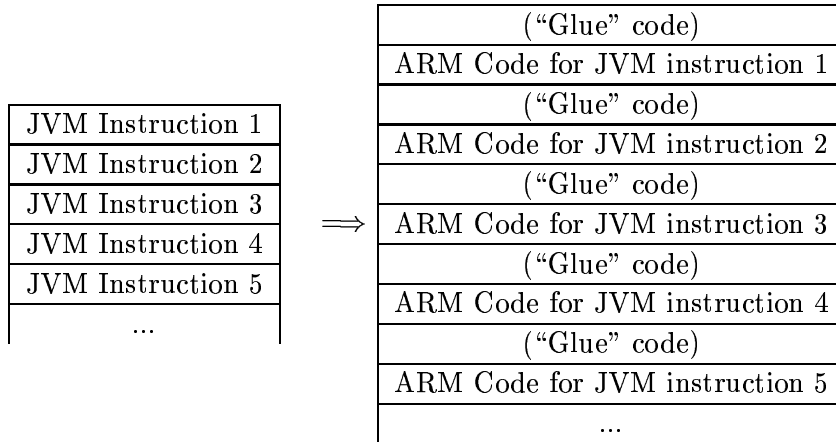 JVM Instruction 1
JVM Instruction 2
JVM Instruction 3
JVM Instruction 4
JVM Instruction 5
...
⟹
(“Glue” code)
ARM Code for JVM instruction 1
(“Glue” code)
ARM Code for JVM instruction 2
(“Glue” code)
ARM Code for JVM instruction 3
(“Glue” code)
ARM Code for JVM instruction 4
(“Glue” code)
ARM Code for JVM instruction 5
...